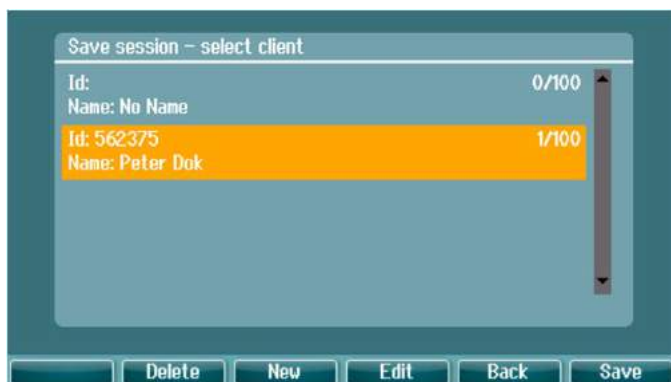 Save session - select client
Id: 0/100
Name: No Name
Id: 562375 1/100
Name: Peter Dok
Delete New Edit Back Save